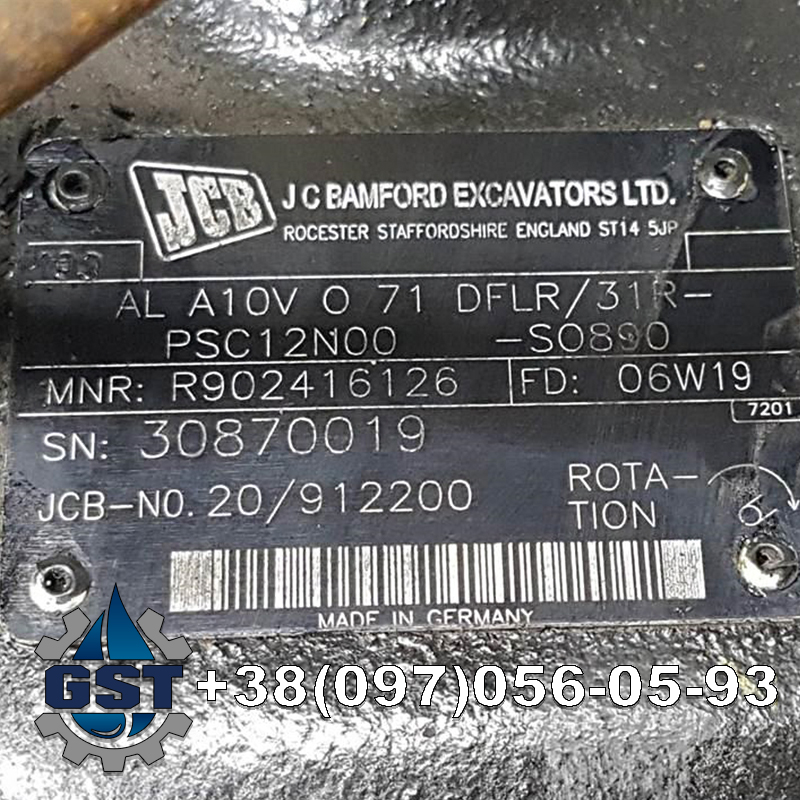 JCB
J C BAMFORD EXCAVATORS LTD.
ROCESTER STAFFORDSHIRE ENGLAND ST14 5JP
AL A10V O 71 DFLR/31R-
PSC12N00 -S0890
MNR: R902416126 FD: 06W19
7201
SN: 30870019
JCB-NO. 20/912200 ROTA-
TION
MADE IN GERMANY
GST +38(097)056-05-93